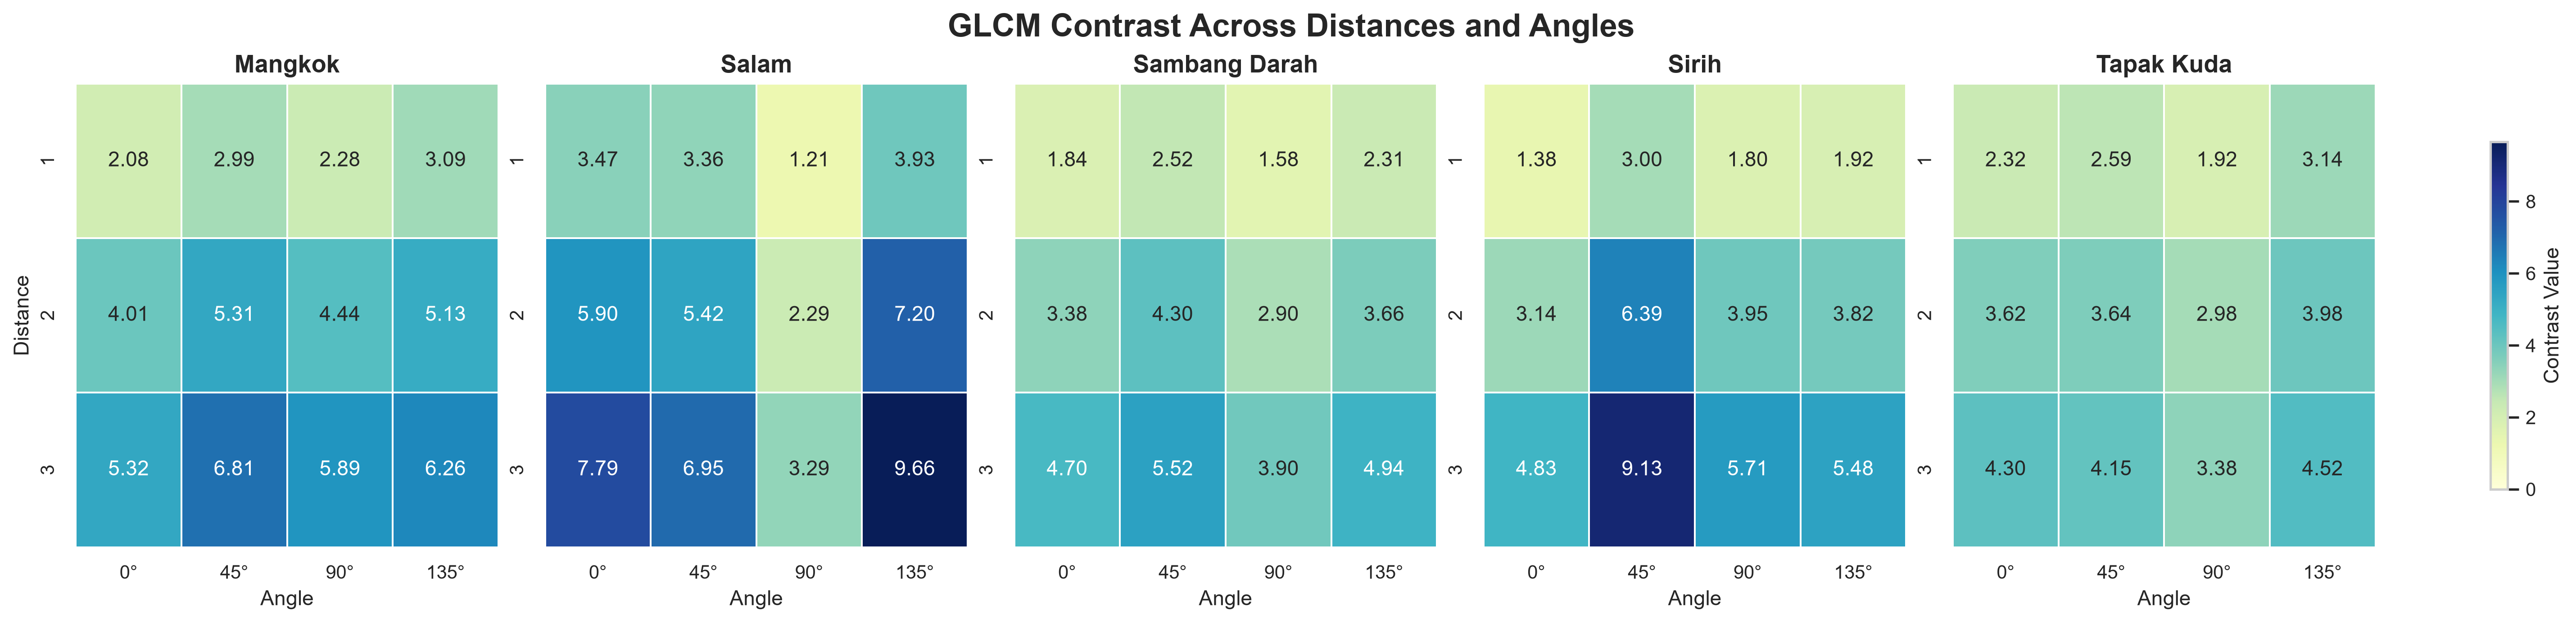 GLCM Contrast Across Distances and Angles
Mangkok
Salam
Sambang Darah
Sirih
Tapak Kuda
1 2.08 2.99 2.28 3.09
2 4.01 5.31 4.44 5.13
3 5.32 6.81 5.89 6.26
Distance
0° 45° 90° 135°
Angle
1 3.47 3.36 1.21 3.93
2 5.90 5.42 2.29 7.20
3 7.79 6.95 3.29 9.66
0° 45° 90° 135°
Angle
1 1.84 2.52 1.58 2.31
2 3.38 4.30 2.90 3.66
3 4.70 5.52 3.90 4.94
0° 45° 90° 135°
Angle
1 1.38 3.00 1.80 1.92
2 3.14 6.39 3.95 3.82
3 4.83 9.13 5.71 5.48
0° 45° 90° 135°
Angle
1 2.32 2.59 1.92 3.14
2 3.62 3.64 2.98 3.98
3 4.30 4.15 3.38 4.52
0° 45° 90° 135°
Angle
8
6
4
2
0
Contrast Value